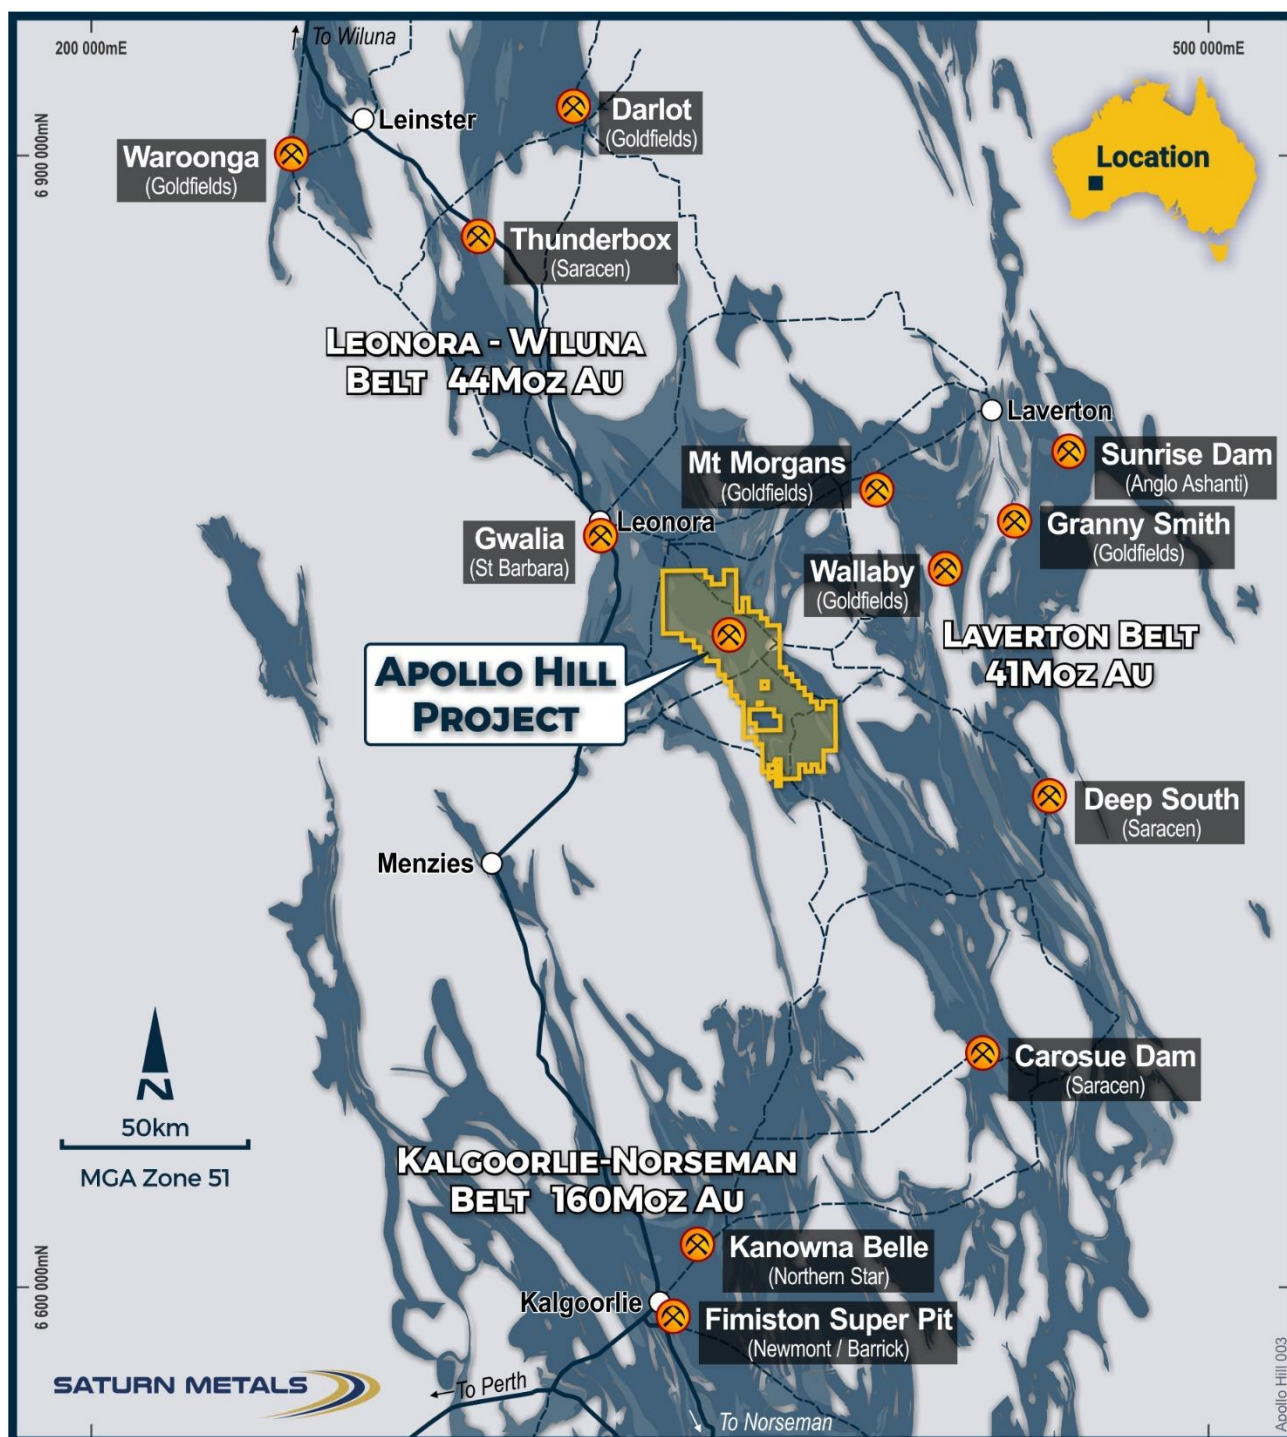 200 000mE
To Wiluna
500 000mE
6 900 000mN
Leinster
Darlot
(Goldfields)
Waroonga
(Goldfields)
Location
Thunderbox
(Saracen)
LEONORA - WILUNA
BELT 44MOZ AU
Laverton
Mt Morgans
(Goldfields)
Sunrise Dam
(Anglo Ashanti)
Leonora
Gwalia
(St Barbara)
Granny Smith
(Goldfields)
Wallaby
(Goldfields)
LAVERTON BELT
41MOZ AU
APOLLO HILL
PROJECT
Deep South
(Saracen)
Menzies
N
50km
MGA Zone 51
Carosue Dam
(Saracen)
KALGOORLIE-NORSEMAN
BELT 160MOZ AU
Kanowna Belle
(Northern Star)
6 600 000mN
Kalgoorlie
Fimiston Super Pit
(Newmont / Barrick)
SATURN METALS
To Perth
To Norseman
Apollo Hill 003